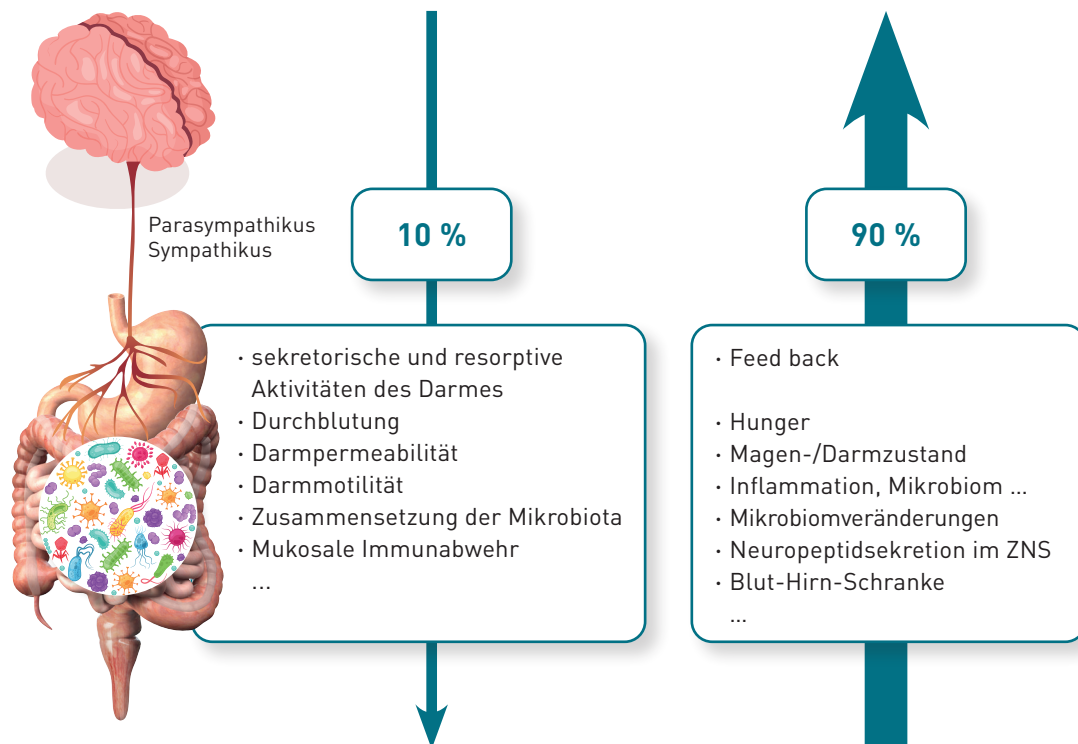 Parasympathikus
Sympathikus
10 %
90 %
· sekretorische und resorptive
Aktivitäten des Darmes
· Durchblutung
· Darmpermeabilität
· Darmmotilität
· Zusammensetzung der Mikrobiota
· Mukosale Immunabwehr
...
· Feed back
· Hunger
· Magen-/Darmzustand
· Inflammation, Mikrobiom ...
· Mikrobiomveränderungen
· Neuropeptidsekretion im ZNS
· Blut-Hirn-Schranke
...